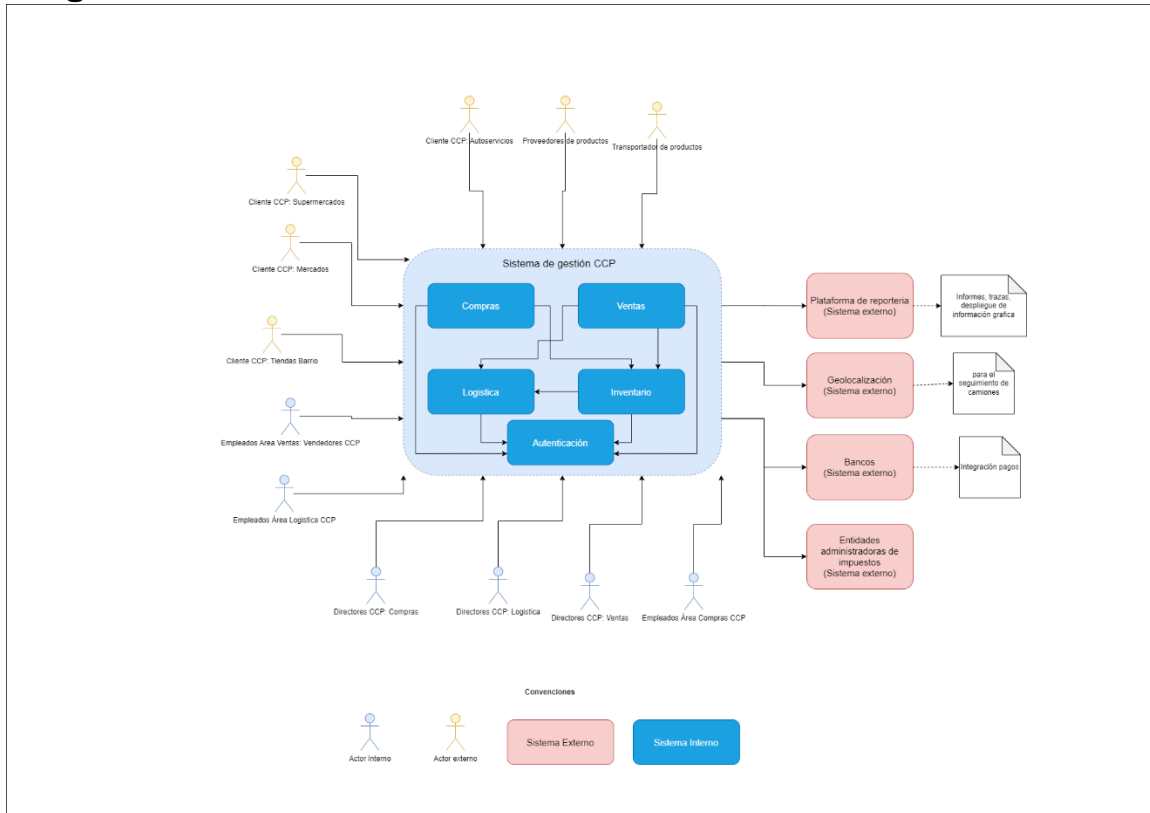 Cliente CCP: Autoservicios
Proveedores de productos
Transportador de productos
Cliente CCP: Supermercados
Cliente CCP: Mercados
Cliente CCP: Tiendas Barrio
Empleados Area Ventas: Vendedores CCP
Empleados Área Logistica CCP
Sistema de gestión CCP
Compras
Ventas
Logistica
Inventario
Autenticación
Plataforma de reporteria
(Sistema externo)
Informes, trazas,
despliegue de
información grafica
Geolocalización
(Sistema externo)
para el
seguimiento de
camiones
Bancos
(Sistema externo)
Integración pagos
Entidades
administradoras de
impuestos
(Sistema externo)
Directores CCP: Compras
Directores CCP: Logistica
Directores CCP: Ventas
Empleados Área Compras CCP
Convenciones
Actor Interno
Actor externo
Sistema Externo
Sistema Interno